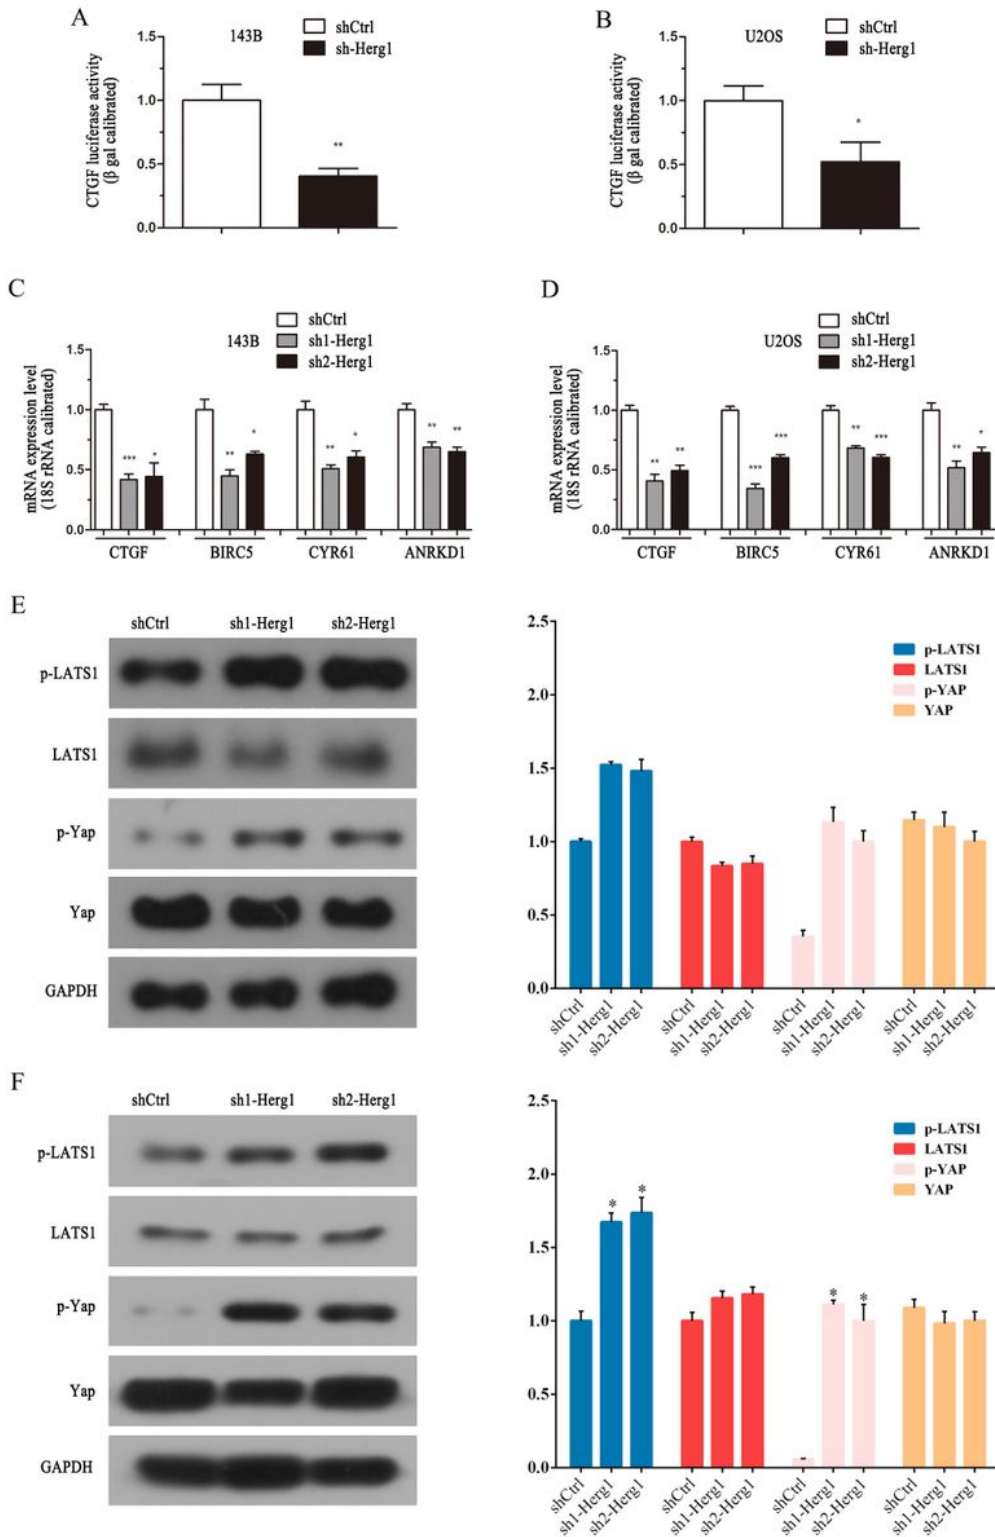 A
143B
shCtrl
sh-Herg1
CTGF luciferase activity
(β gal calibrated)
1.5
1.0
0.5
0.0
**
B
U2OS
shCtrl
sh-Herg1
CTGF luciferase activity
(β gal calibrated)
1.5
1.0
0.5
0.0
*
C
143B
shCtrl
sh1-Herg1
sh2-Herg1
mRNA expression level
(18S rRNA calibrated)
1.5
1.0
0.5
0.0
*** * ** * ** * ** **
CTGF BIRC5 CYR61 ANRKD1
D
U2OS
shCtrl
sh1-Herg1
sh2-Herg1
mRNA expression level
(18S rRNA calibrated)
1.5
1.0
0.5
0.0
** ** *** *** ** *** ** *
CTGF BIRC5 CYR61 ANRKD1
E
shCtrl sh1-Herg1 sh2-Herg1
p-LATS1
LATS1
p-Yap
Yap
GAPDH
2.5
2.0
1.5
1.0
0.5
0.0
p-LATS1
LATS1
p-YAP
YAP
shCtrl sh1-Herg1 sh2-Herg1 shCtrl sh1-Herg1 sh2-Herg1 shCtrl sh1-Herg1 sh2-Herg1 shCtrl sh1-Herg1 sh2-Herg1
F
shCtrl sh1-Herg1 sh2-Herg1
p-LATS1
LATS1
p-Yap
Yap
GAPDH
2.5
2.0
1.5
1.0
0.5
0.0
p-LATS1
LATS1
p-YAP
YAP
* * * *
shCtrl sh1-Herg1 sh2-Herg1 shCtrl sh1-Herg1 sh2-Herg1 shCtrl sh1-Herg1 sh2-Herg1 shCtrl sh1-Herg1 sh2-Herg1